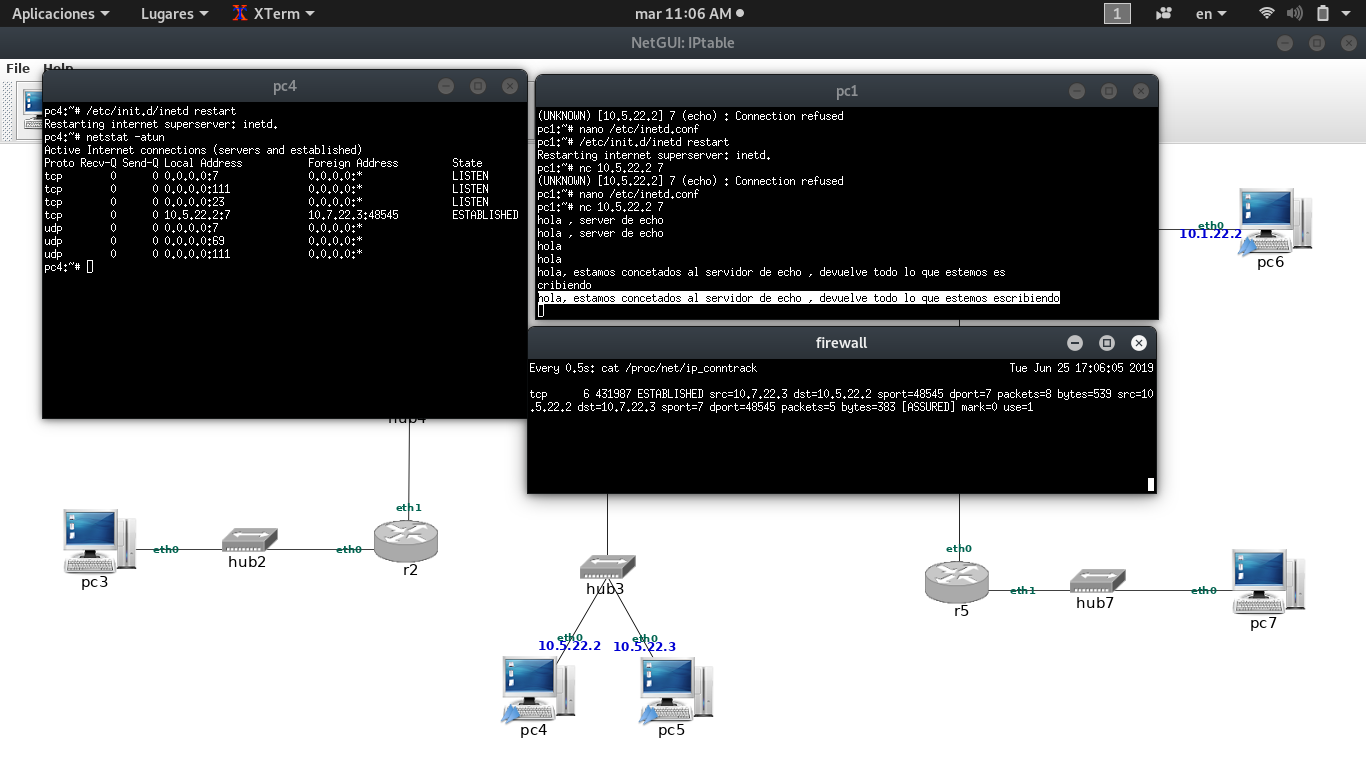 Aplicaciones Lugares XTerm mar 11:06 AM 1 en
NetGUI: IPtable
File Help
pc4
pc4:~# /etc/init.d/inetd restart
Restarting internet superserver: inetd.
pc4:~# netstat -atun
Active Internet connections (servers and established)
Proto Recv-Q Send-Q Local Address Foreign Address State
tcp 0 0 0.0.0.0:7 0.0.0.0:* LISTEN
tcp 0 0 0.0.0.0:111 0.0.0.0:* LISTEN
tcp 0 0 0.0.0.0:23 0.0.0.0:* LISTEN
tcp 0 0 10.5.22.2:7 10.7.22.3:48545 ESTABLISHED
udp 0 0 0.0.0.0:7 0.0.0.0:*
udp 0 0 0.0.0.0:69 0.0.0.0:*
udp 0 0 0.0.0.0:111 0.0.0.0:*
pc4:~#
pc1
(UNKNOWN) [10.5.22.2] 7 (echo) : Connection refused
pc1:~# nano /etc/inetd.conf
pc1:~# /etc/init.d/inetd restart
Restarting internet superserver: inetd.
pc1:~# nc 10.5.22.2 7
(UNKNOWN) [10.5.22.2] 7 (echo) : Connection refused
pc1:~# nano /etc/inetd.conf
pc1:~# nc 10.5.22.2 7
hola , server de echo
hola , server de echo
hola
hola
hola, estamos concetados al servidor de echo , devuelve todo lo que estemos es
cribiendo
hola, estamos concetados al servidor de echo , devuelve todo lo que estemos escribiendo
firewall
Every 0.5s: cat /proc/net/ip_conntrack Tue Jun 25 17:06:05 2019
tcp 6 431987 ESTABLISHED src=10.7.22.3 dst=10.5.22.2 sport=48545 dport=7 packets=8 bytes=539 src=10
.5.22.2 dst=10.7.22.3 sport=7 dport=48545 packets=5 bytes=383 [ASSURED] mark=0 use=1
eth0
10.1.22.2
pc6
hub4
eth1
eth0
eth0
pc3
hub2
r2
hub3
eth0
eth0
10.5.22.2
10.5.22.3
pc4
pc5
eth0
eth1
eth0
r5
hub7
pc7